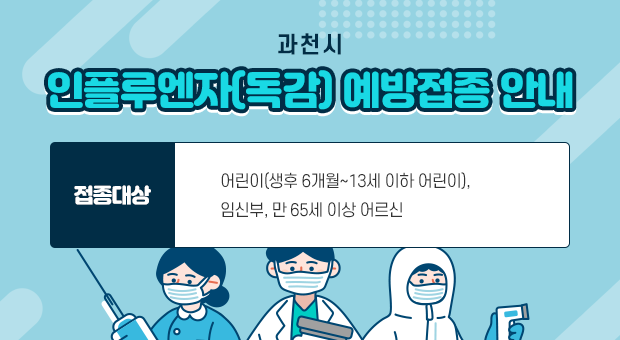 과천시
인플루엔자(독감) 예방접종 안내
접종대상
어린이(생후 6개월~13세 이하 어린이),
임신부, 만 65세 이상 어르신